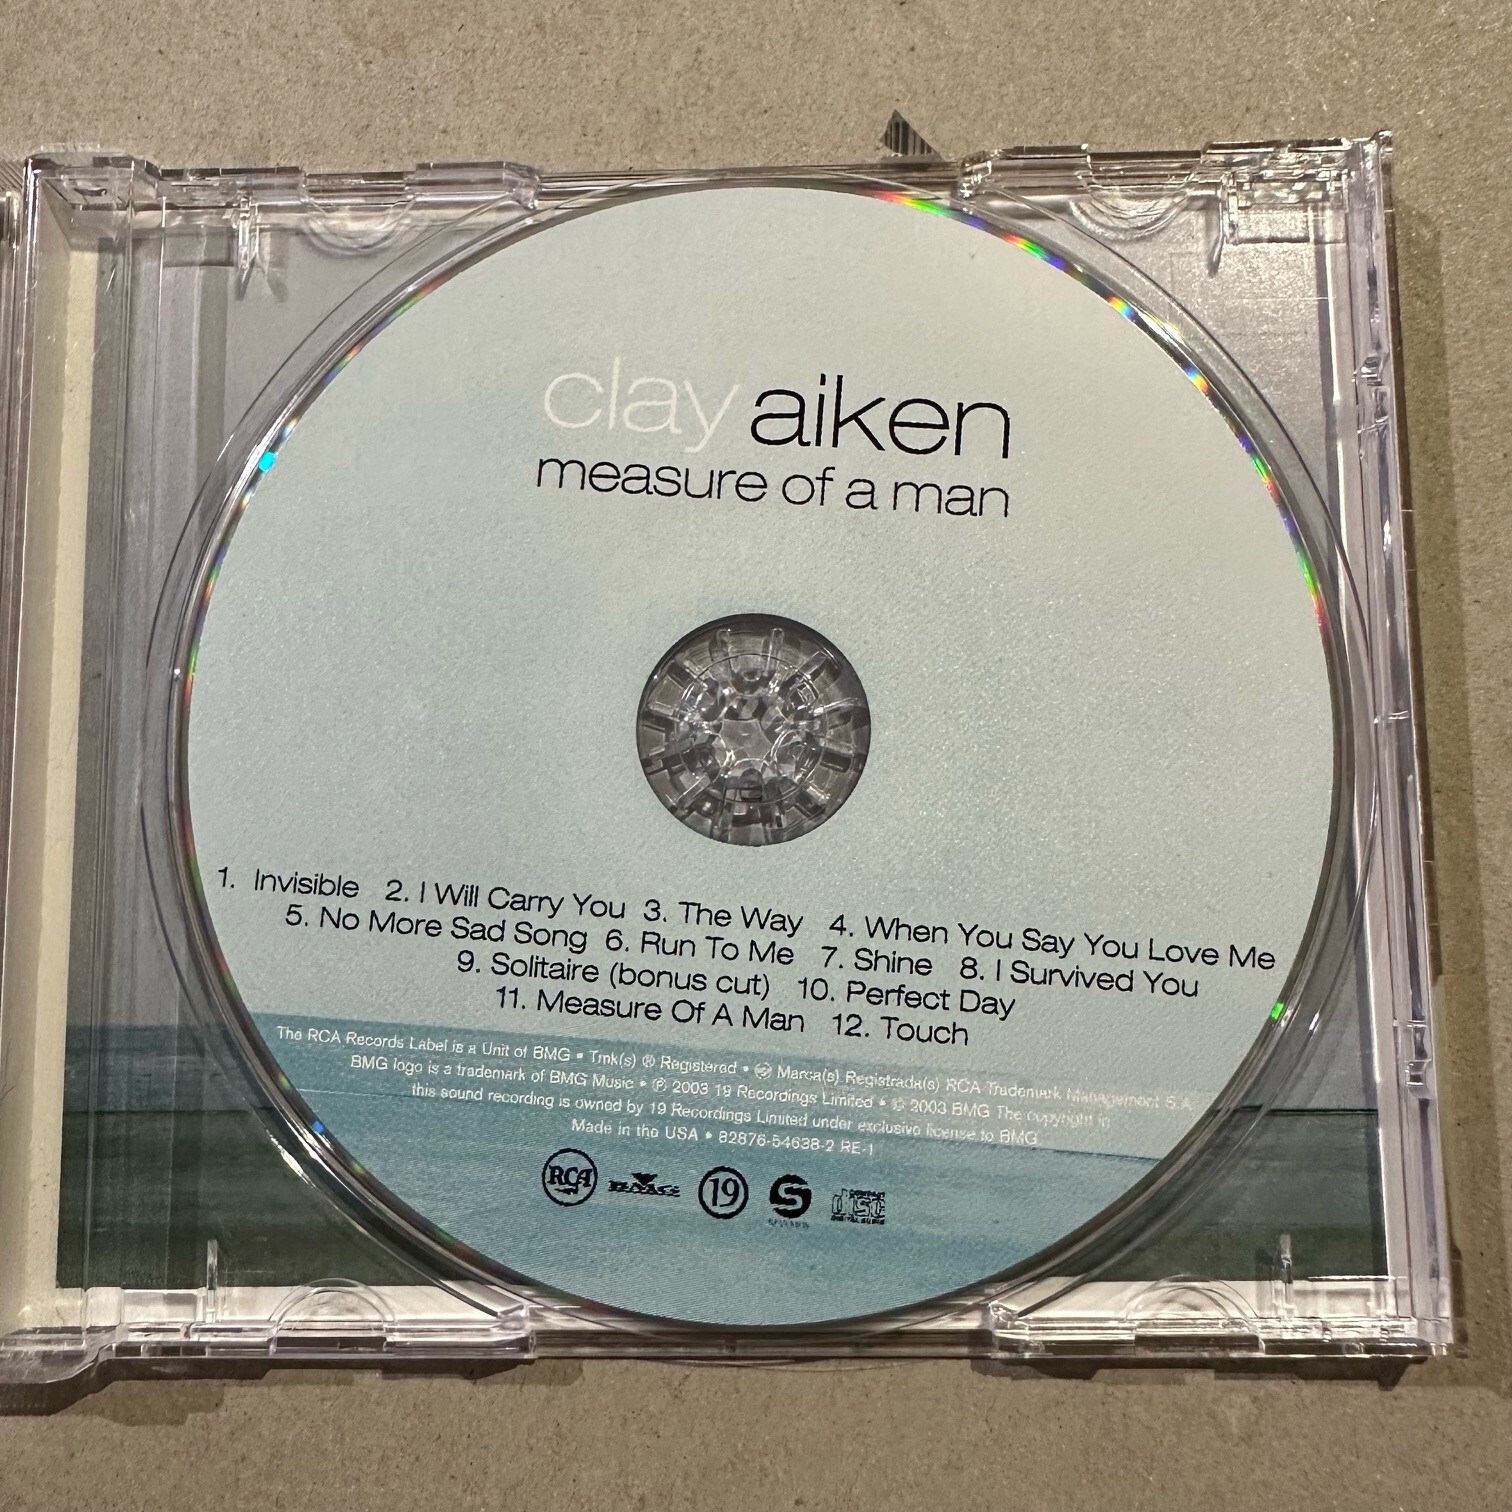 clay aiken
measure of a man
1. Invisible 2. I Will Carry You 3. The Way 4. When You Say You Love Me
5. No More Sad Song 6. Run To Me 7. Shine 8. I Survived You
9. Solitaire (bonus cut) 10. Perfect Day
11. Measure Of A Man 12. Touch
The RCA Records Label is a Unit of BMG • Tmk(s) ® Registered • Marca(s) Registrada(s) RCA Trademark Management S.A.
BMG logo is a trademark of BMG Music • ℗ 2003 19 Recordings Limited • © 2003 BMG The copyright in
this sound recording is owned by 19 Recordings Limited under exclusive license to BMG.
Made in the USA • 82876-54638-2 RE-1
RCA 19 S COMPACT disc DIGITAL AUDIO